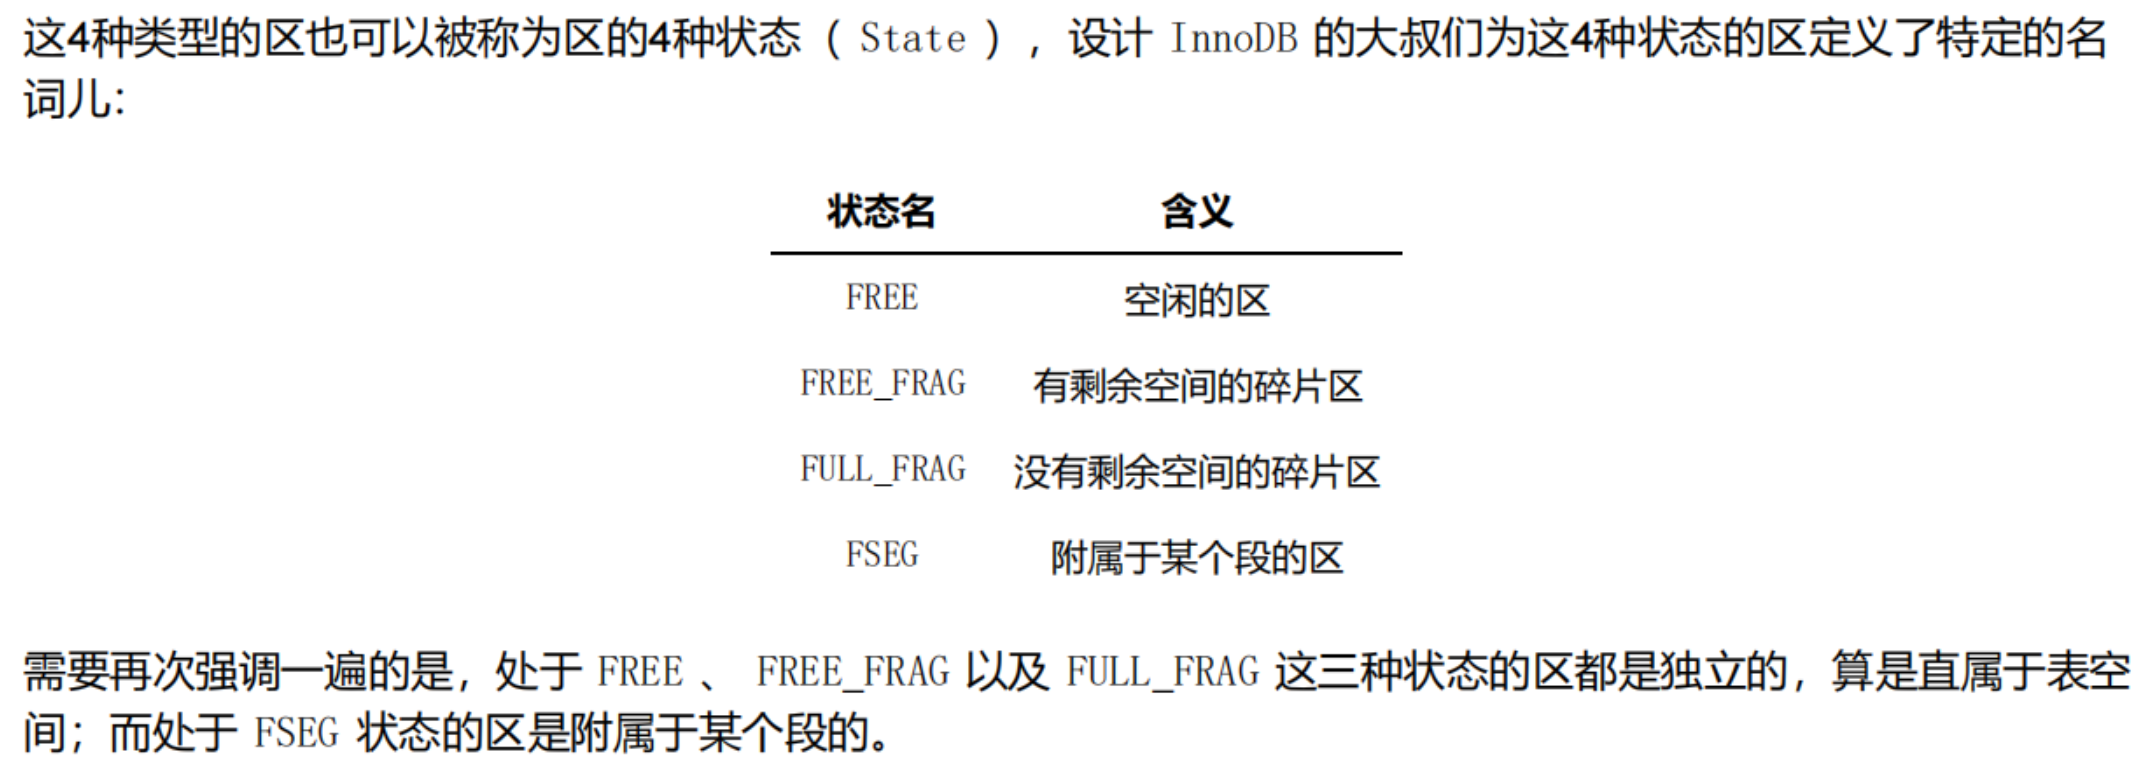 这4种类型的区也可以被称为区的4种状态（ State ），设计 InnoDB 的大叔们为这4种状态的区定义了特定的名
词儿：
状态名 含义
FREE 空闲的区
FREE_FRAG 有剩余空间的碎片区
FULL_FRAG 没有剩余空间的碎片区
FSEG 附属于某个段的区
需要再次强调一遍的是，处于 FREE 、 FREE_FRAG 以及 FULL_FRAG 这三种状态的区都是独立的，算是直属于表空
间；而处于 FSEG 状态的区是附属于某个段的。